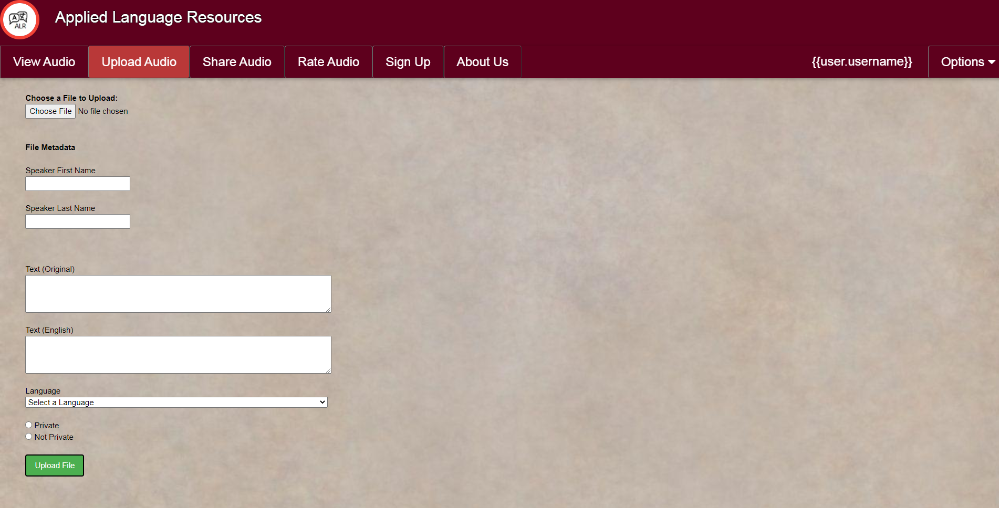 A 文
ALR
Applied Language Resources
View Audio
Upload Audio
Share Audio
Rate Audio
Sign Up
About Us
{{user.username}}
Options
Choose a File to Upload:
Choose File No file chosen
File Metadata
Speaker First Name
Speaker Last Name
Text (Original)
Text (English)
Language
Select a Language
Private
Not Private
Upload File